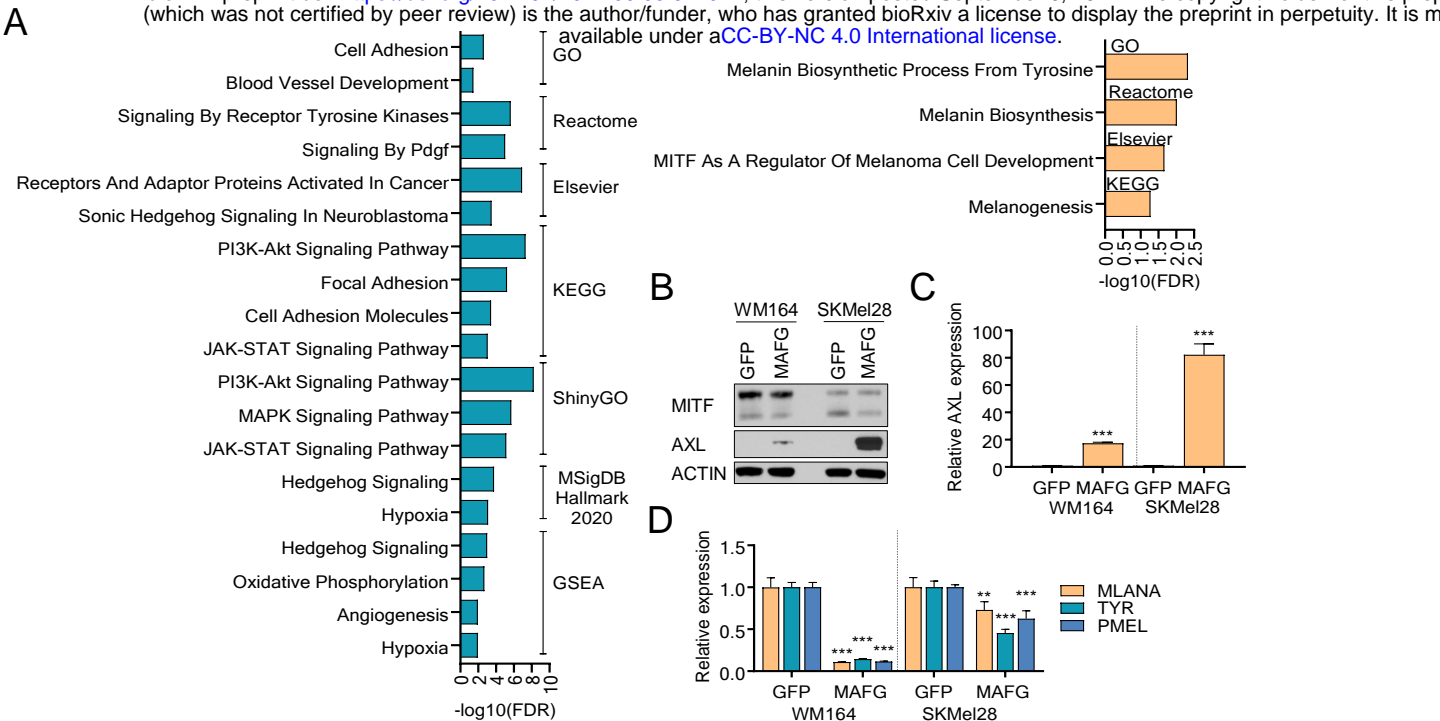 (which was not certified by peer review) is the author/funder, who has granted bioRxiv a license to display the preprint in perpetuity. It is m
available under aCC-BY-NC 4.0 International license.
A
Cell Adhesion
Blood Vessel Development
GO
Signaling By Receptor Tyrosine Kinases
Signaling By Pdgf
Reactome
Receptors And Adaptor Proteins Activated In Cancer
Sonic Hedgehog Signaling In Neuroblastoma
Elsevier
PI3K-Akt Signaling Pathway
Focal Adhesion
Cell Adhesion Molecules
JAK-STAT Signaling Pathway
KEGG
PI3K-Akt Signaling Pathway
MAPK Signaling Pathway
JAK-STAT Signaling Pathway
ShinyGO
Hedgehog Signaling
Hypoxia
MSigDB
Hallmark
2020
Hedgehog Signaling
Oxidative Phosphorylation
Angiogenesis
Hypoxia
GSEA
0 2 4 6 8 10
-log10(FDR)
GO
Melanin Biosynthetic Process From Tyrosine
Reactome
Melanin Biosynthesis
Elsevier
MITF As A Regulator Of Melanoma Cell Development
KEGG
Melanogenesis
0.0 0.5 1.0 1.5 2.0 2.5
-log10(FDR)
B
WM164 SKMel28
GFP MAFG GFP MAFG
MITF
AXL
ACTIN
C
Relative AXL expression
100
80
60
40
20
0
***
***
GFP MAFG GFP MAFG
WM164 SKMel28
D
Relative expression
1.5
1.0
0.5
0.0
*** *** ***
** *** ***
GFP MAFG GFP MAFG
WM164 SKMel28
MLANA
TYR
PMEL